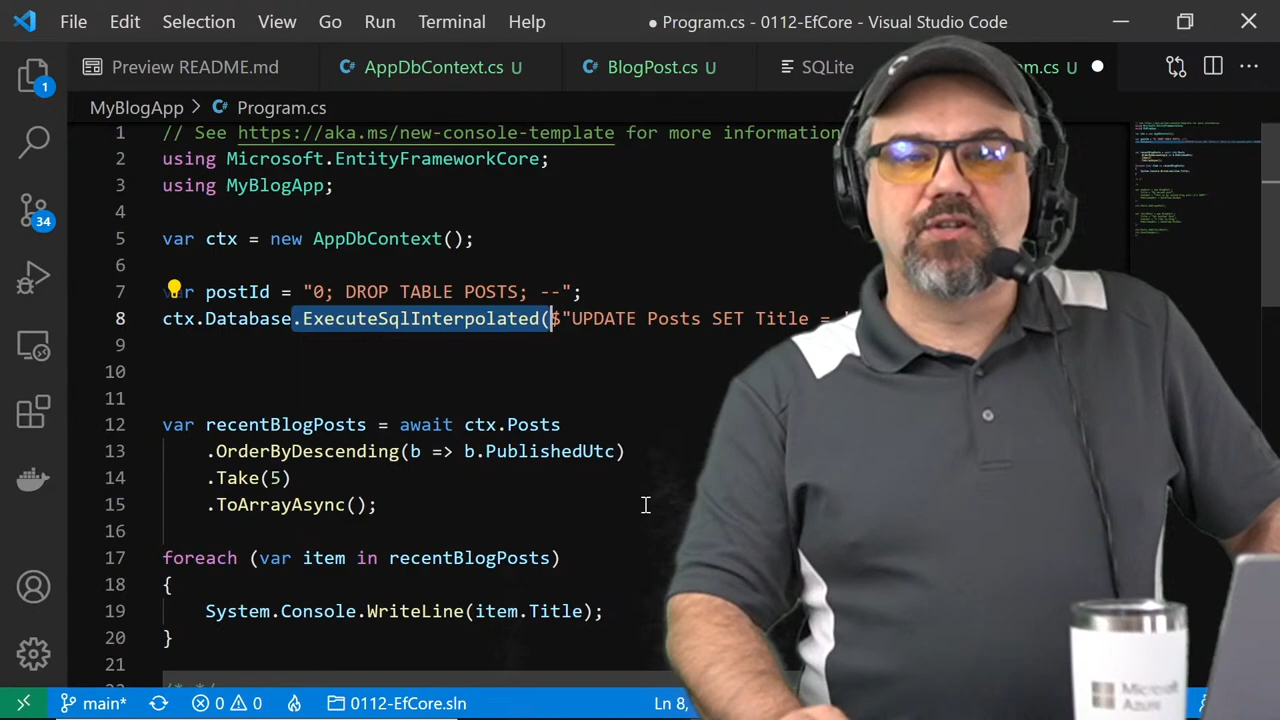 File Edit Selection View Go Run Terminal Help
● Program.cs - 0112-EfCore - Visual Studio Code
1
Preview README.md
AppDbContext.cs U
BlogPost.cs U
SQLite
.cs U
MyBlogApp > Program.cs
1 // See https://aka.ms/new-console-template for more information
2 using Microsoft.EntityFrameworkCore;
3 using MyBlogApp;
4
5 var ctx = new AppDbContext();
6
7 var postId = "0; DROP TABLE POSTS; --";
8 ctx.Database.ExecuteSqlInterpolated($"UPDATE Posts SET Title = '
9
10
11
12 var recentBlogPosts = await ctx.Posts
13 .OrderByDescending(b => b.PublishedUtc)
14 .Take(5)
15 .ToArrayAsync();
16
17 foreach (var item in recentBlogPosts)
18 {
19 System.Console.WriteLine(item.Title);
20 }
21
34
main* 0 0 0112-EfCore.sln Ln 8,
Microsoft
Azure